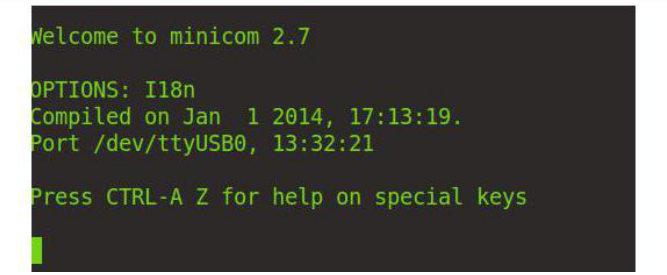 Welcome to minicom 2.7
OPTIONS: I18n
Compiled on Jan  1 2014, 17:13:19.
Port /dev/ttyUSB0, 13:32:21
Press CTRL-A Z for help on special keys